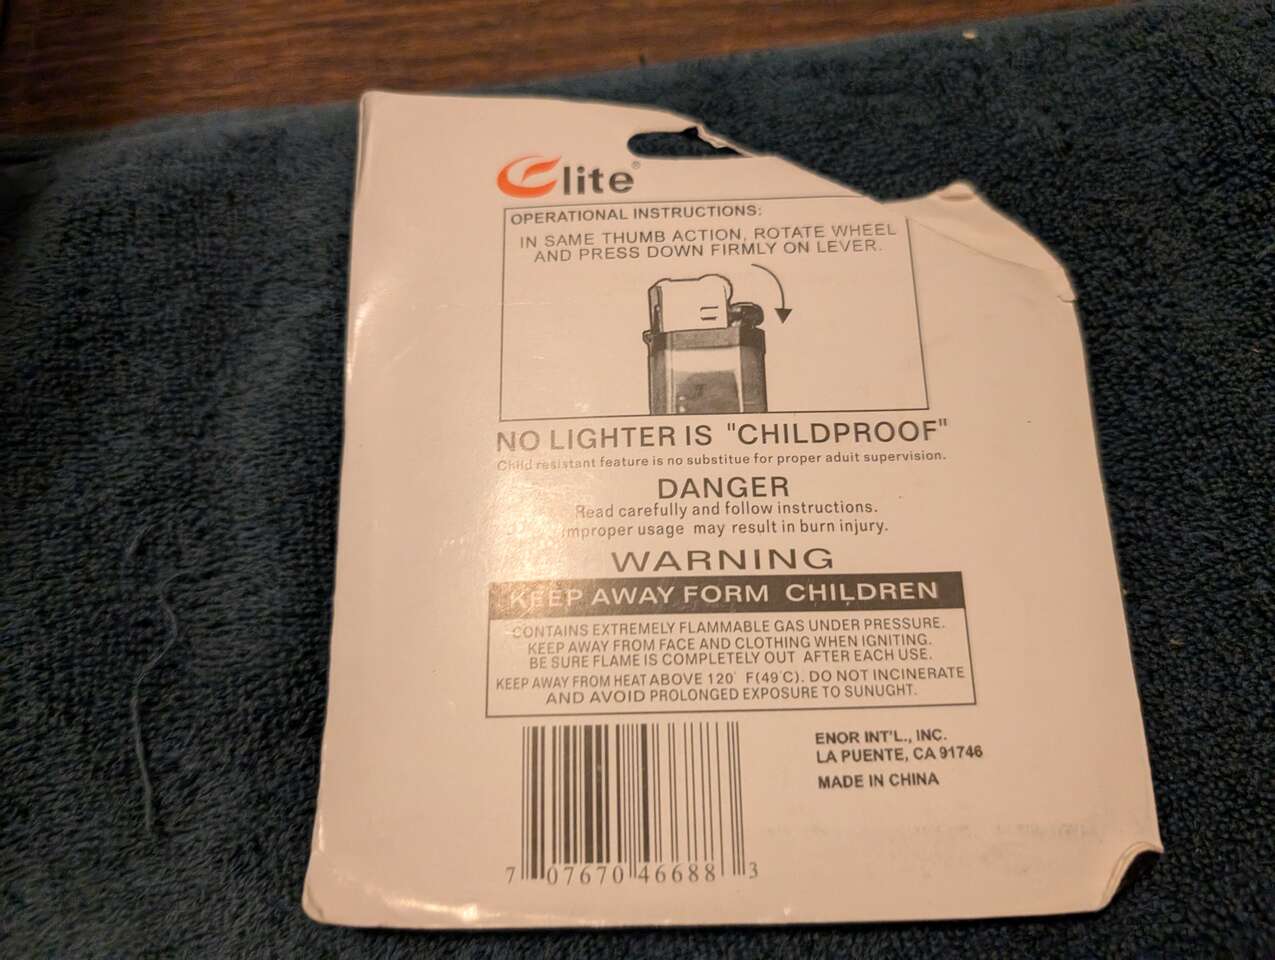 Elite®
OPERATIONAL INSTRUCTIONS:
IN SAME THUMB ACTION, ROTATE WHEEL
AND PRESS DOWN FIRMLY ON LEVER.
NO LIGHTER IS "CHILDPROOF"
Child resistant feature is no substitue for proper aduit supervision.
DANGER
Read carefully and follow instructions.
Improper usage may result in burn injury.
WARNING
KEEP AWAY FORM CHILDREN
CONTAINS EXTREMELY FLAMMABLE GAS UNDER PRESSURE.
KEEP AWAY FROM FACE AND CLOTHING WHEN IGNITING.
BE SURE FLAME IS COMPLETELY OUT AFTER EACH USE.
KEEP AWAY FROM HEAT ABOVE 120° F(49°C). DO NOT INCINERATE
AND AVOID PROLONGED EXPOSURE TO SUNUGHT.
ENOR INT'L., INC.
LA PUENTE, CA 91746
MADE IN CHINA
7 07670 46688 3